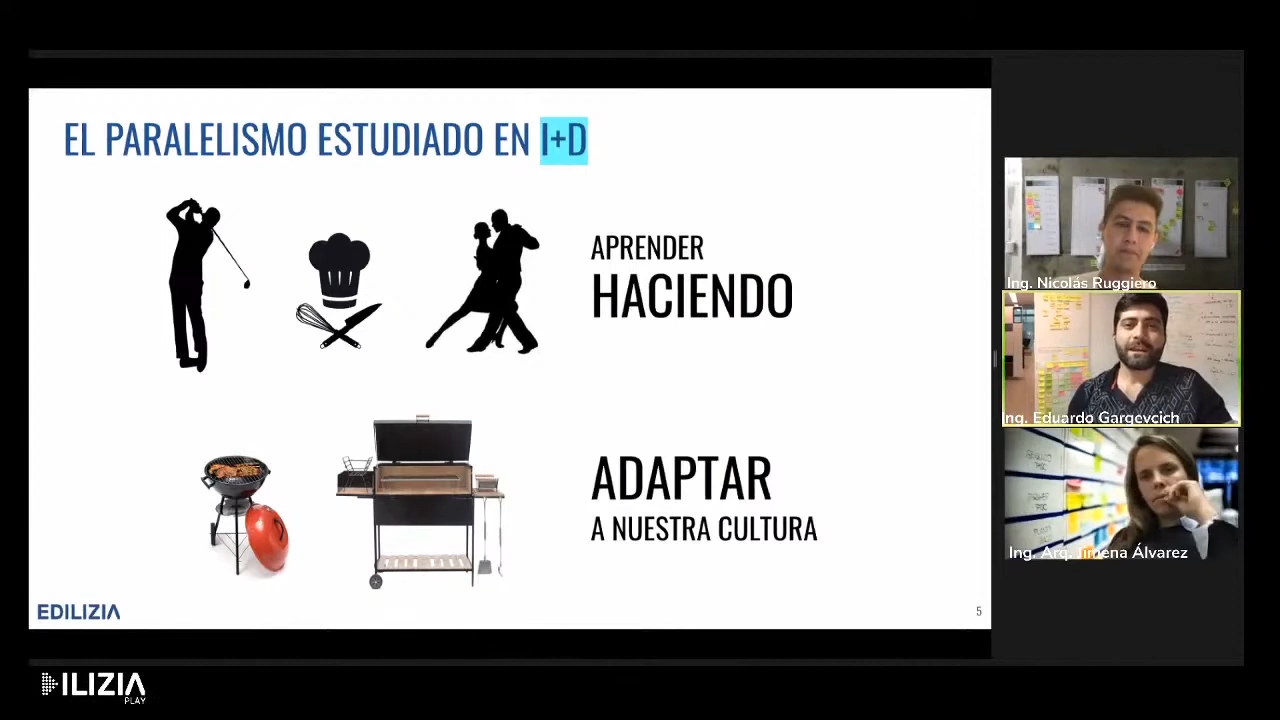 EL PARALELISMO ESTUDIADO EN I+D
APRENDER
HACIENDO
ADAPTAR
A NUESTRA CULTURA
EDILIZIA
5
Ing. Nicolás Ruggiero
Ing. Eduardo Gargevcich
Ing. Arq. Jimena Álvarez
ILIZIA
PLAY